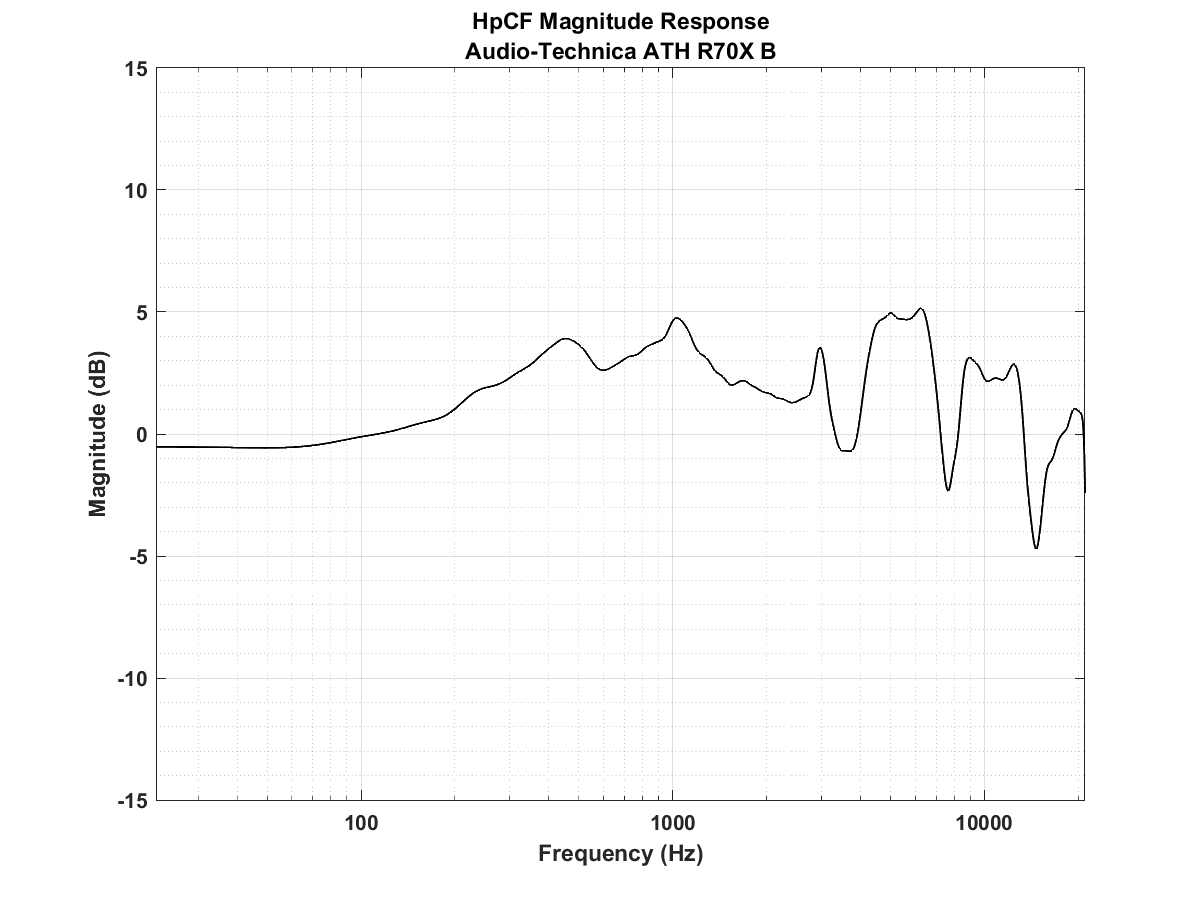 HpCF Magnitude Response
Audio-Technica ATH R70X B
15
10
5
0
-5
-10
-15
Magnitude (dB)
100
1000
10000
Frequency (Hz)